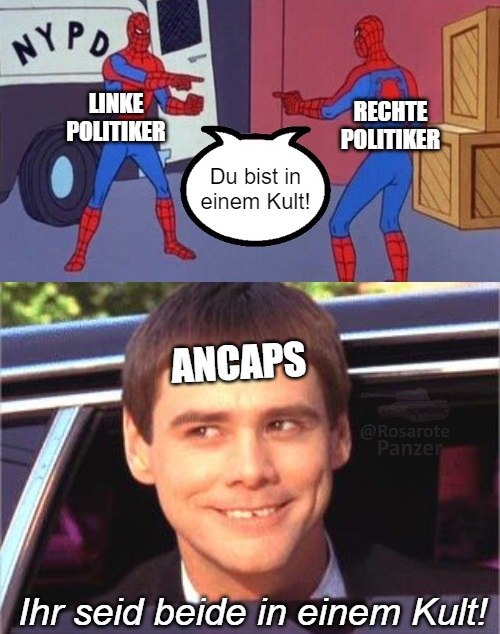 NYPD
LINKE
POLITIKER
RECHTE
POLITIKER
Du bist in
einem Kult!
ANCAPS
@Rosarote
Panzer
Ihr seid beide in einem Kult!